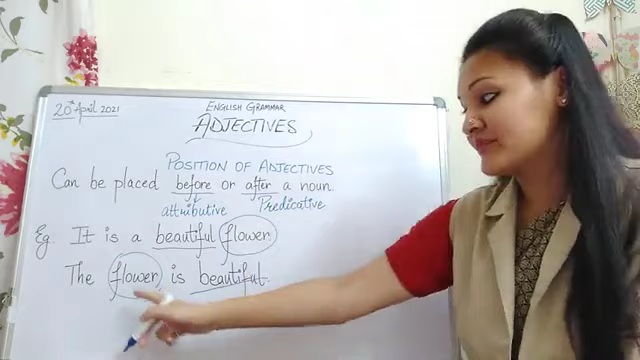 20th April 2021
ENGLISH GRAMMAR
ADJECTIVES
POSITION OF ADJECTIVES
Can be placed before or after a noun.
attributive Predicative
Eg. It is a beautiful flower.
The flower is beautiful.